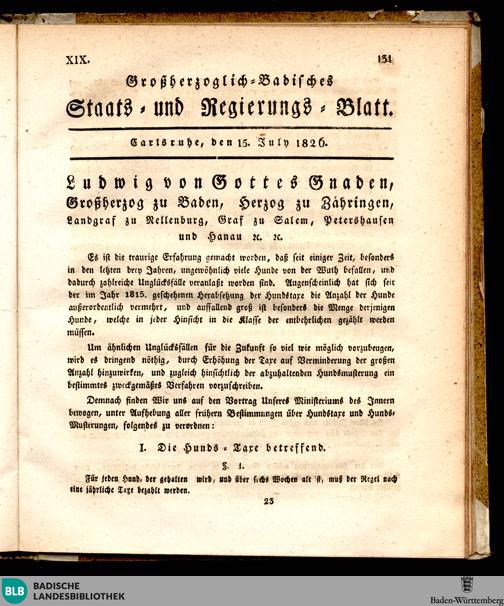 XIX. 151
Großherzoglich-Badisches
Staats- und Regierungs-Blatt.
Carlsruhe, den 15. July 1826.
Ludwig von Gottes Gnaden,
Großherzog zu Baden, Herzog zu Zähringen,
Landgraf zu Nellenburg, Graf zu Salem, Petershausen
und Hanau ꝛc. ꝛc.
Es ist die traurige Erfahrung gemacht worden, daß seit einiger Zeit, besonders
in den letzten drey Jahren, ungewöhnlich viele Hunde von der Wuth befallen, und
dadurch zahlreiche Unglücksfälle veranlaßt worden sind. Augenscheinlich hat sich seit
der im Jahr 1815. geschehenen Herabsetzung der Hundstaxe die Anzahl der Hunde
außerordentlich vermehrt, und auffallend groß ist besonders die Menge derjenigen
Hunde, welche in jeder Hinsicht in die Klasse der entbehrlichen gezählt werden
müssen.
Um ähnlichen Unglücksfällen für die Zukunft so viel wie möglich vorzubeugen,
wird es dringend nöthig, durch Erhöhung der Taxe auf Verminderung der großen
Anzahl hinzuwirken, und zugleich hinsichtlich der abzuhaltenden Hundsmusterung ein
bestimmtes zweckgemäßes Verfahren vorzuschreiben.
Demnach finden Wir uns auf den Vortrag Unseres Ministeriums des Innern
bewogen, unter Aufhebung aller frühern Bestimmungen über Hundstaxe und Hunds-
Musterungen, folgendes zu verordnen:
I. Die Hunds-Taxe betreffend.
§. 1.
Für jeden Hund, der gehalten wird, und über sechs Wochen alt ist, muß der Regel nach
eine jährliche Taxe bezahlt werden.
23
BLB BADISCHE
LANDESBIBLIOTHEK
Baden-Württemberg